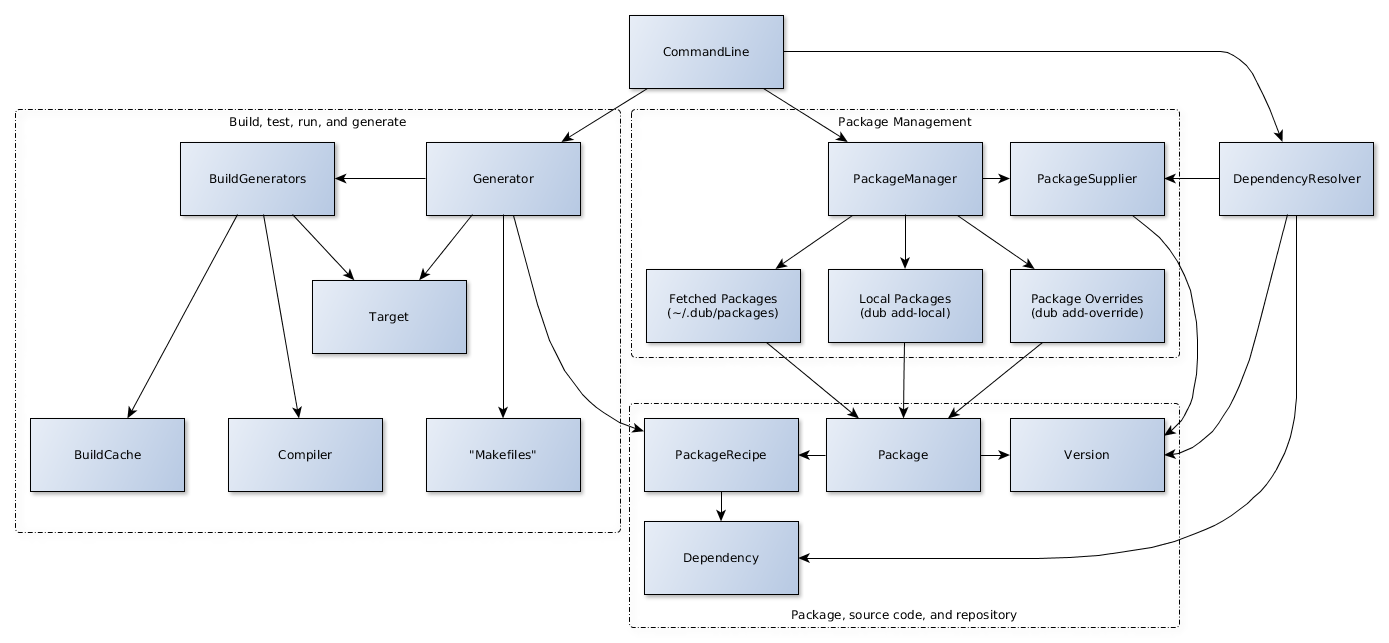 CommandLine
Build, test, run, and generate
Package Management
BuildGenerators
Generator
PackageManager
PackageSupplier
DependencyResolver
Target
Fetched Packages
(~/.dub/packages)
Local Packages
(dub add-local)
Package Overrides
(dub add-override)
BuildCache
Compiler
"Makefiles"
PackageRecipe
Package
Version
Dependency
Package, source code, and repository